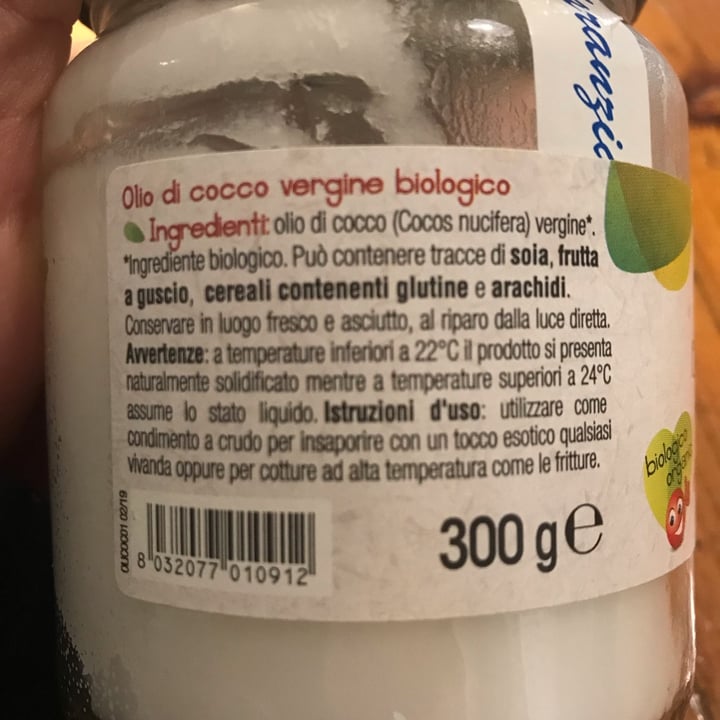 Olio di cocco vergine biologico
Ingredienti: olio di cocco (Cocos nucifera) vergine*.
*Ingrediente biologico. Può contenere tracce di soia, frutta
a guscio, cereali contenenti glutine e arachidi.
Conservare in luogo fresco e asciutto, al riparo dalla luce diretta.
Avvertenze: a temperature inferiori a 22°C il prodotto si presenta
naturalmente solidificato mentre a temperature superiori a 24°C
assume lo stato liquido. Istruzioni d'uso: utilizzare come
condimento a crudo per insaporire con un tocco esotico qualsiasi
vivanda oppure per cotture ad alta temperatura come le fritture.
biologico
300 g e
8 032077 010912